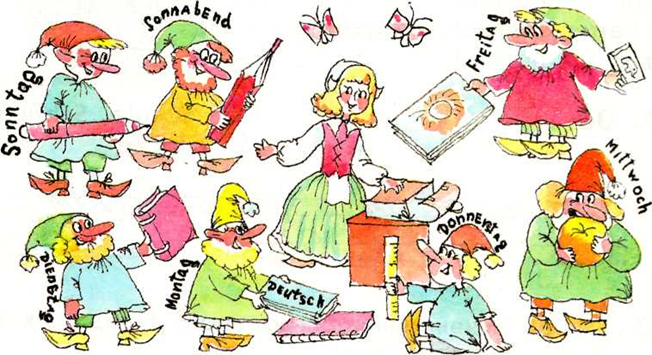 Sonntag
Sonnabend
Freitag
Mittwoch
Dienstag
Montag
Deutsch
Donnerstag